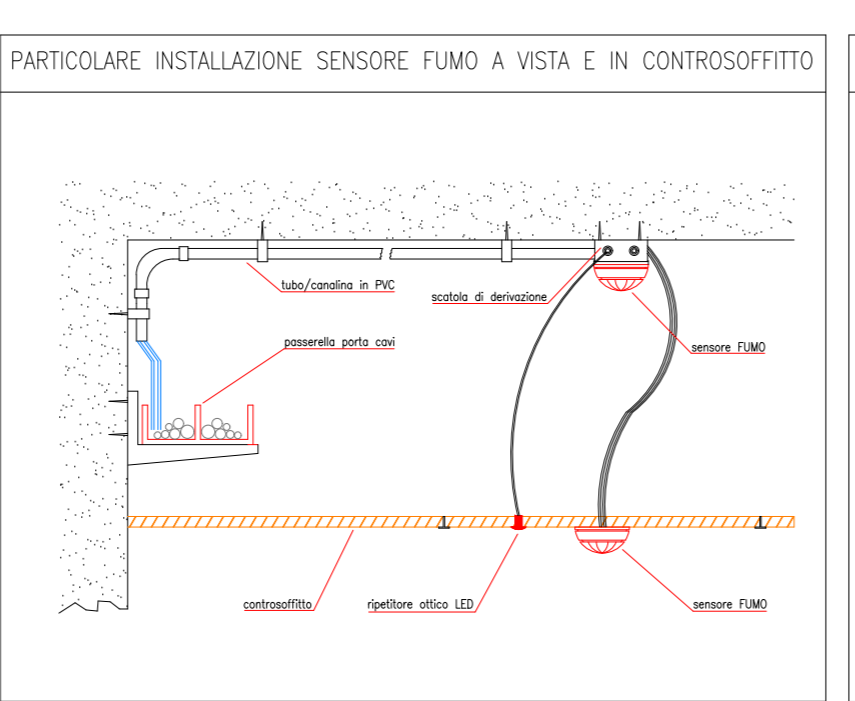 PARTICOLARE INSTALLAZIONE SENSORE FUMO A VISTA E IN CONTROSOFFITTO
tubo/canalina in PVC
scatola di derivazione
passerella porta cavi
sensore FUMO
controsoffitto
ripetitore ottico LED
sensore FUMO